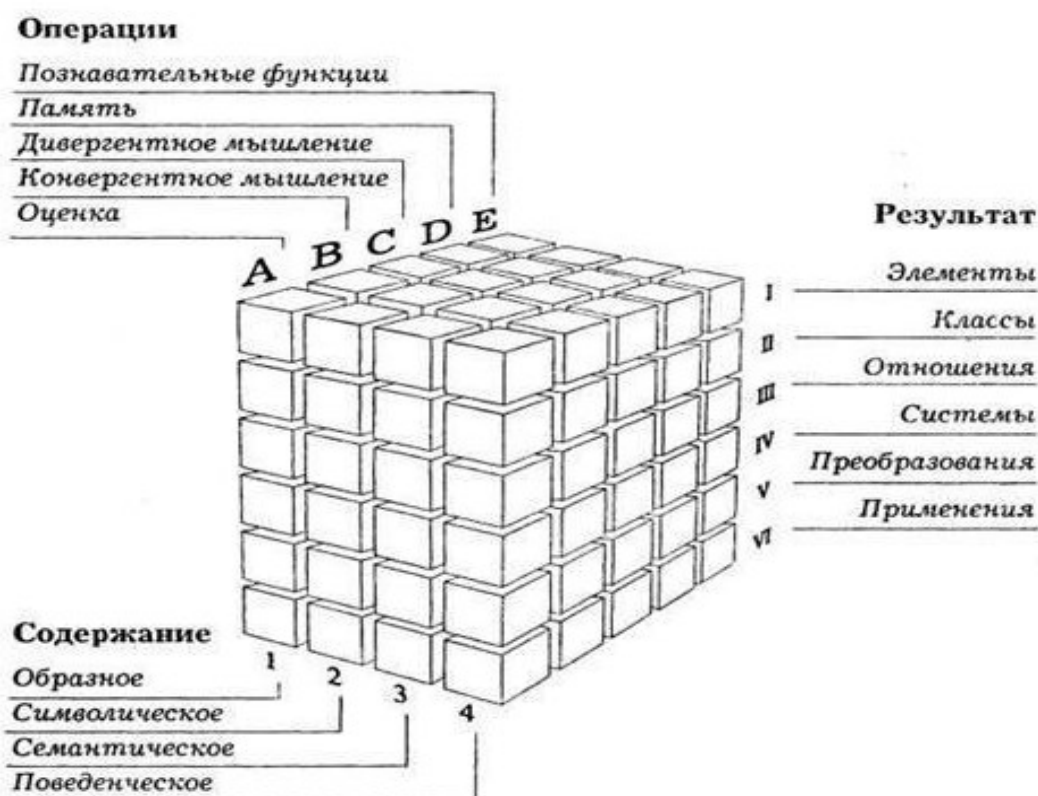 Операции
Познавательные функции
Память
Дивергентное мышление
Конвергентное мышление
Оценка
A B C D E
Результат
Элементы
Классы
Отношения
Системы
Преобразования
Применения
I
II
III
IV
V
VI
Содержание
Образное
Символическое
Семантическое
Поведенческое
1 2 3 4